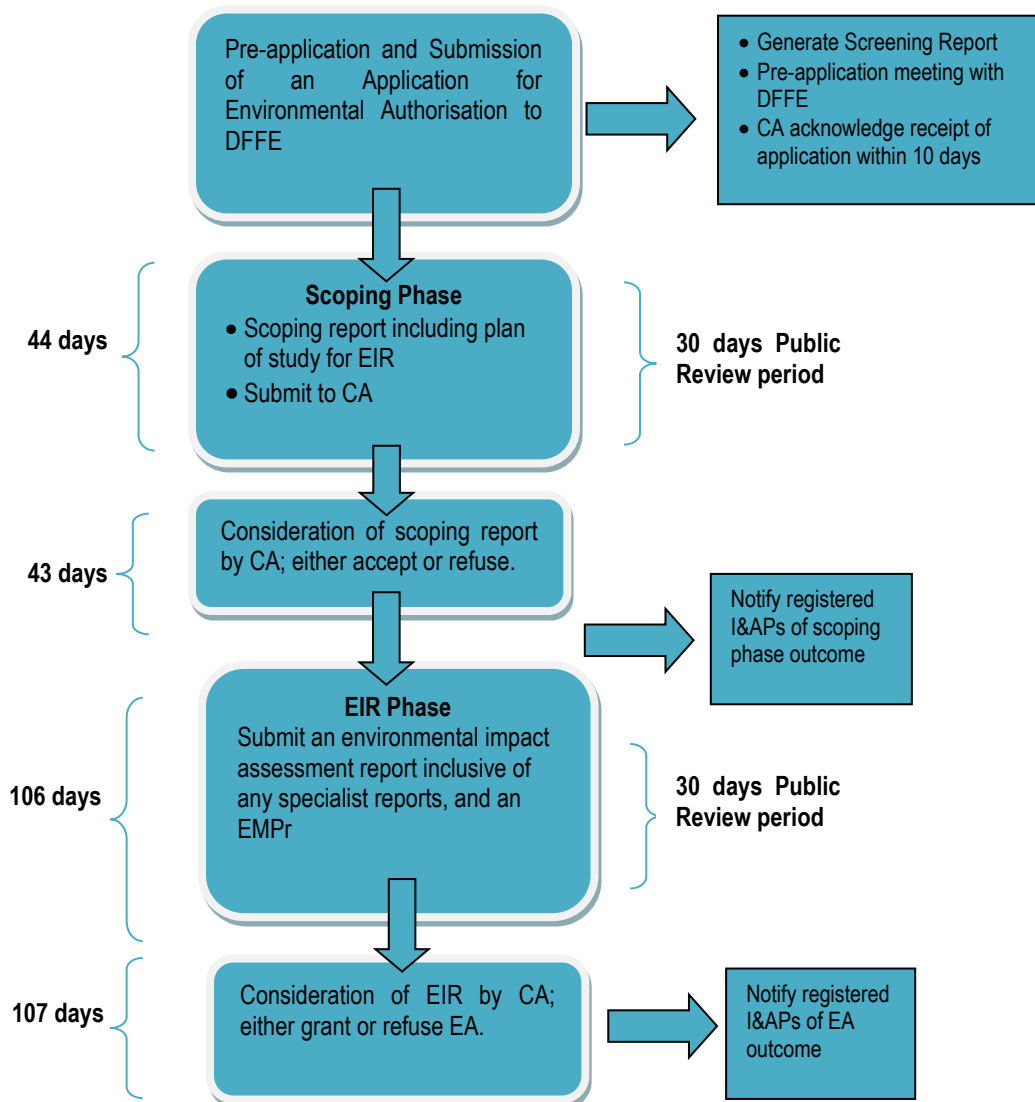 Pre-application and Submission
of an Application for
Environmental Authorisation to
DFFE
• Generate Screening Report
• Pre-application meeting with
DFFE
• CA acknowledge receipt of
application within 10 days
44 days
Scoping Phase
• Scoping report including plan
of study for EIR
• Submit to CA
30 days Public
Review period
43 days
Consideration of scoping report
by CA; either accept or refuse.
Notify registered
I&APs of scoping
phase outcome
106 days
EIR Phase
Submit an environmental impact
assessment report inclusive of
any specialist reports, and an
EMPr
30 days Public
Review period
107 days
Consideration of EIR by CA;
either grant or refuse EA.
Notify registered
I&APs of EA
outcome